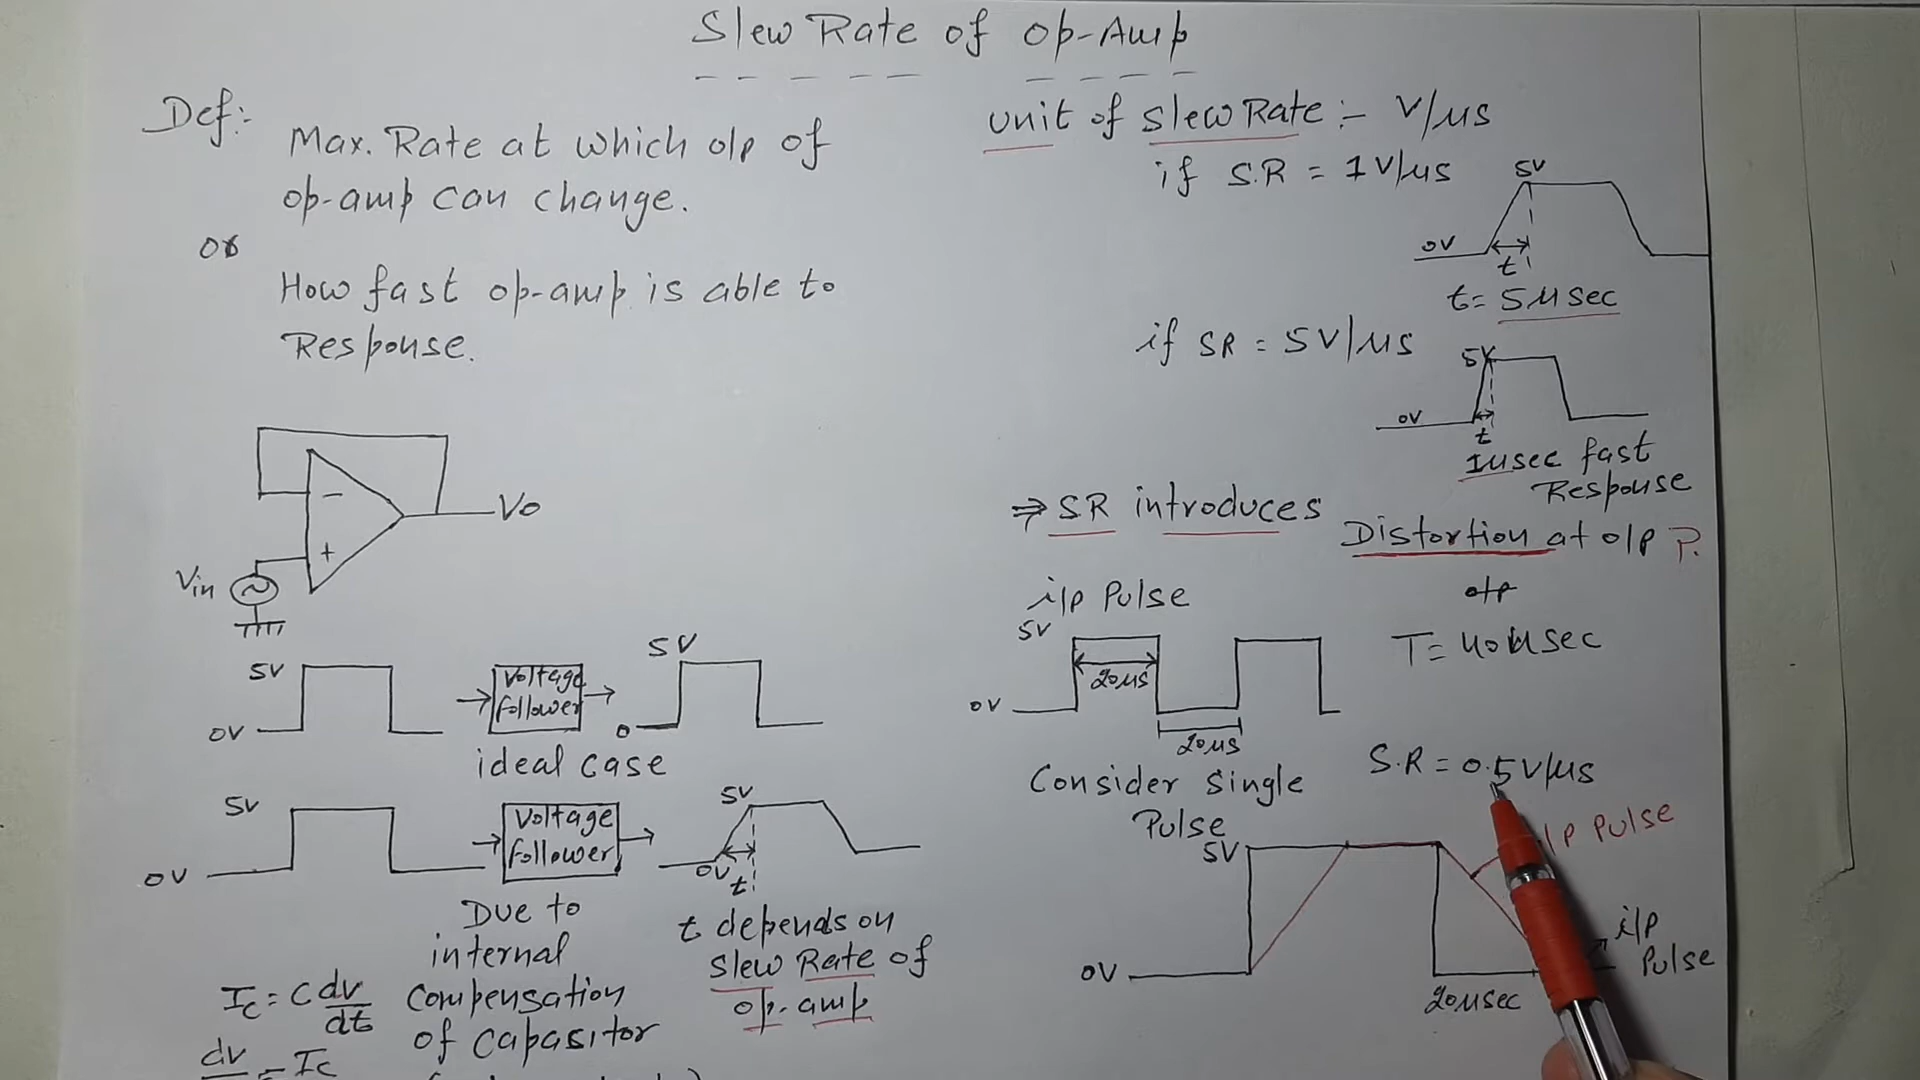 Slew Rate of op-Amp
Def:-
Max. Rate at which o/p of
op-amp can change.
or
How fast op-amp is able to
Response.
Vo
Vin
-
+
5V
0V
Voltage
follower
5V
0
ideal case
5V
0V
Voltage
follower
5V
0V
t
Due to
internal
Compensation
of Capasitor
t depends on
Slew Rate of
op-amp
Ic = C dv/dt
dv
= Ic
unit of Slew Rate :- V/μs
if S.R = 1V/μs
5V
0V
t
t= 5μsec
if SR = 5V/μs
5V
0V
t
1μsec fast
Response
⇒ SR introduces
Distortion at o/p P.
i/p Pulse
o/p
5V
20μs
0V
20μs
T= 40μsec
Consider Single
Pulse
S.R = 0.5V/μs
5V
/p Pulse
0V
i/p
Pulse
20μsec